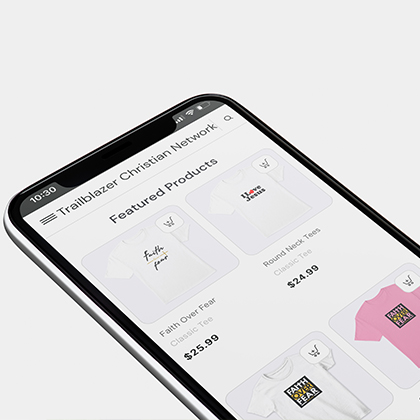 10:30
Trailblazer Christian Network
Featured Products
Faith
over
fear
I Love
Jesus
Faith Over Fear
Classic Tee
$25.99
Round Neck Tees
Classic Tee
$24.99
FAITH
OVER
FEAR
FAITH
OVER
FEAR